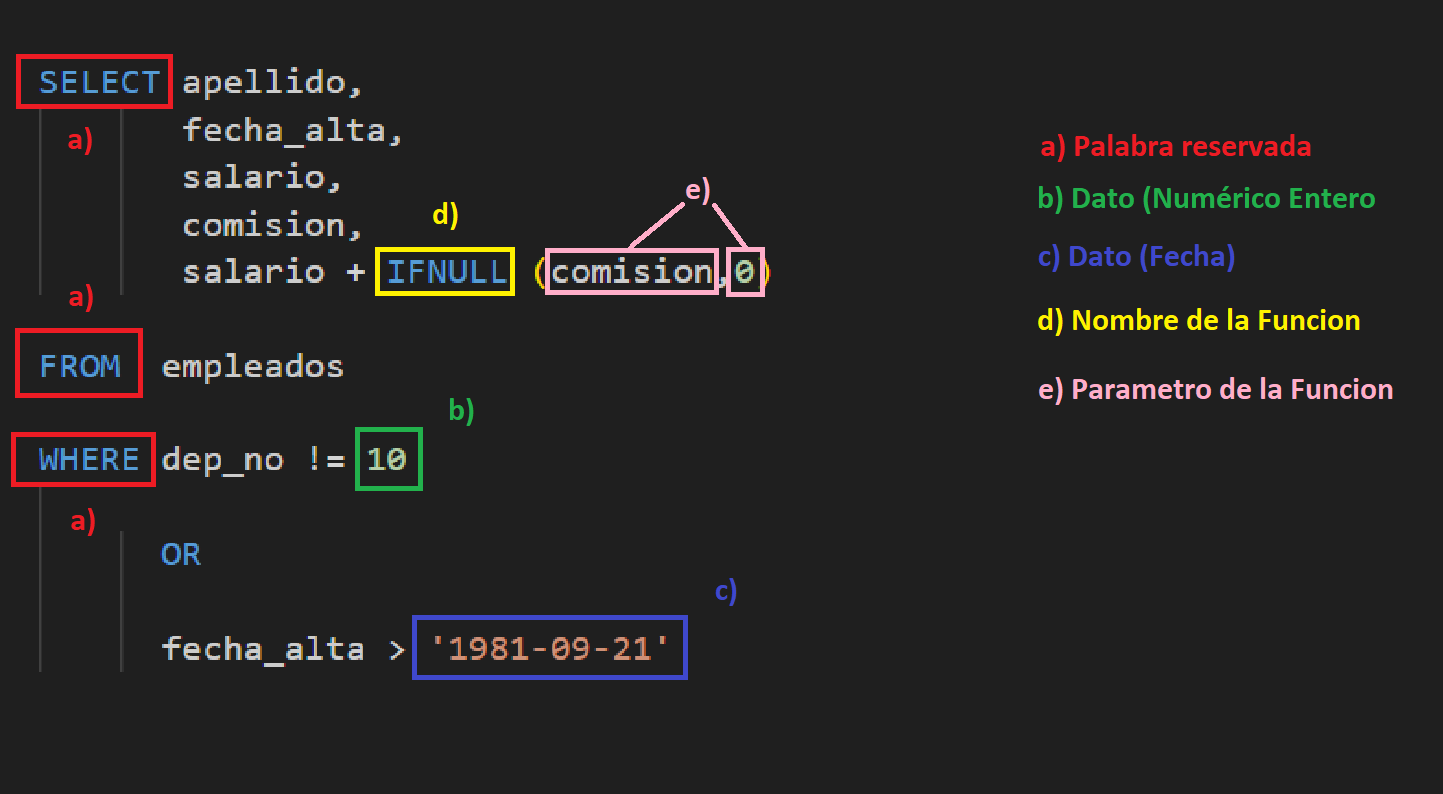 SELECT apellido,
a)
fecha_alta,
salario,
comision,
d)
e)
salario + IFNULL (comision,0)
a)
FROM empleados
b)
WHERE dep_no != 10
a)
OR
c)
fecha_alta > '1981-09-21'
a) Palabra reservada
b) Dato (Numérico Entero
c) Dato (Fecha)
d) Nombre de la Funcion
e) Parametro de la Funcion